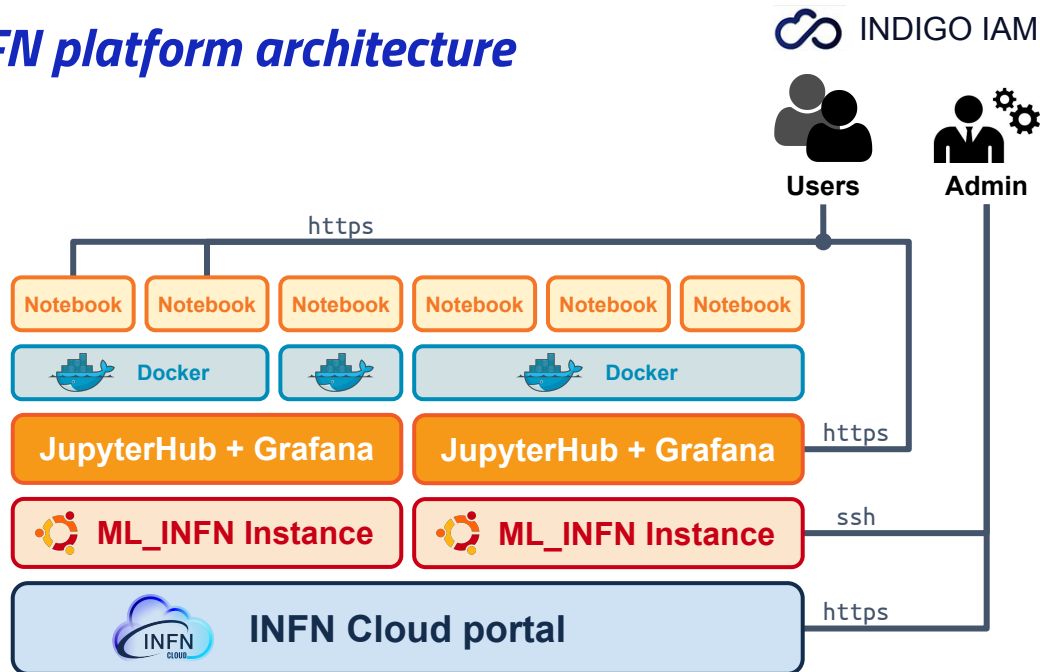 INDIGO IAM
FN platform architecture
Users
Admin
https
Notebook
Notebook
Notebook
Notebook
Notebook
Notebook
Docker
Docker
JupyterHub + Grafana
JupyterHub + Grafana
https
ML_INFN Instance
ML_INFN Instance
ssh
INFN
CLOUD
INFN Cloud portal
https